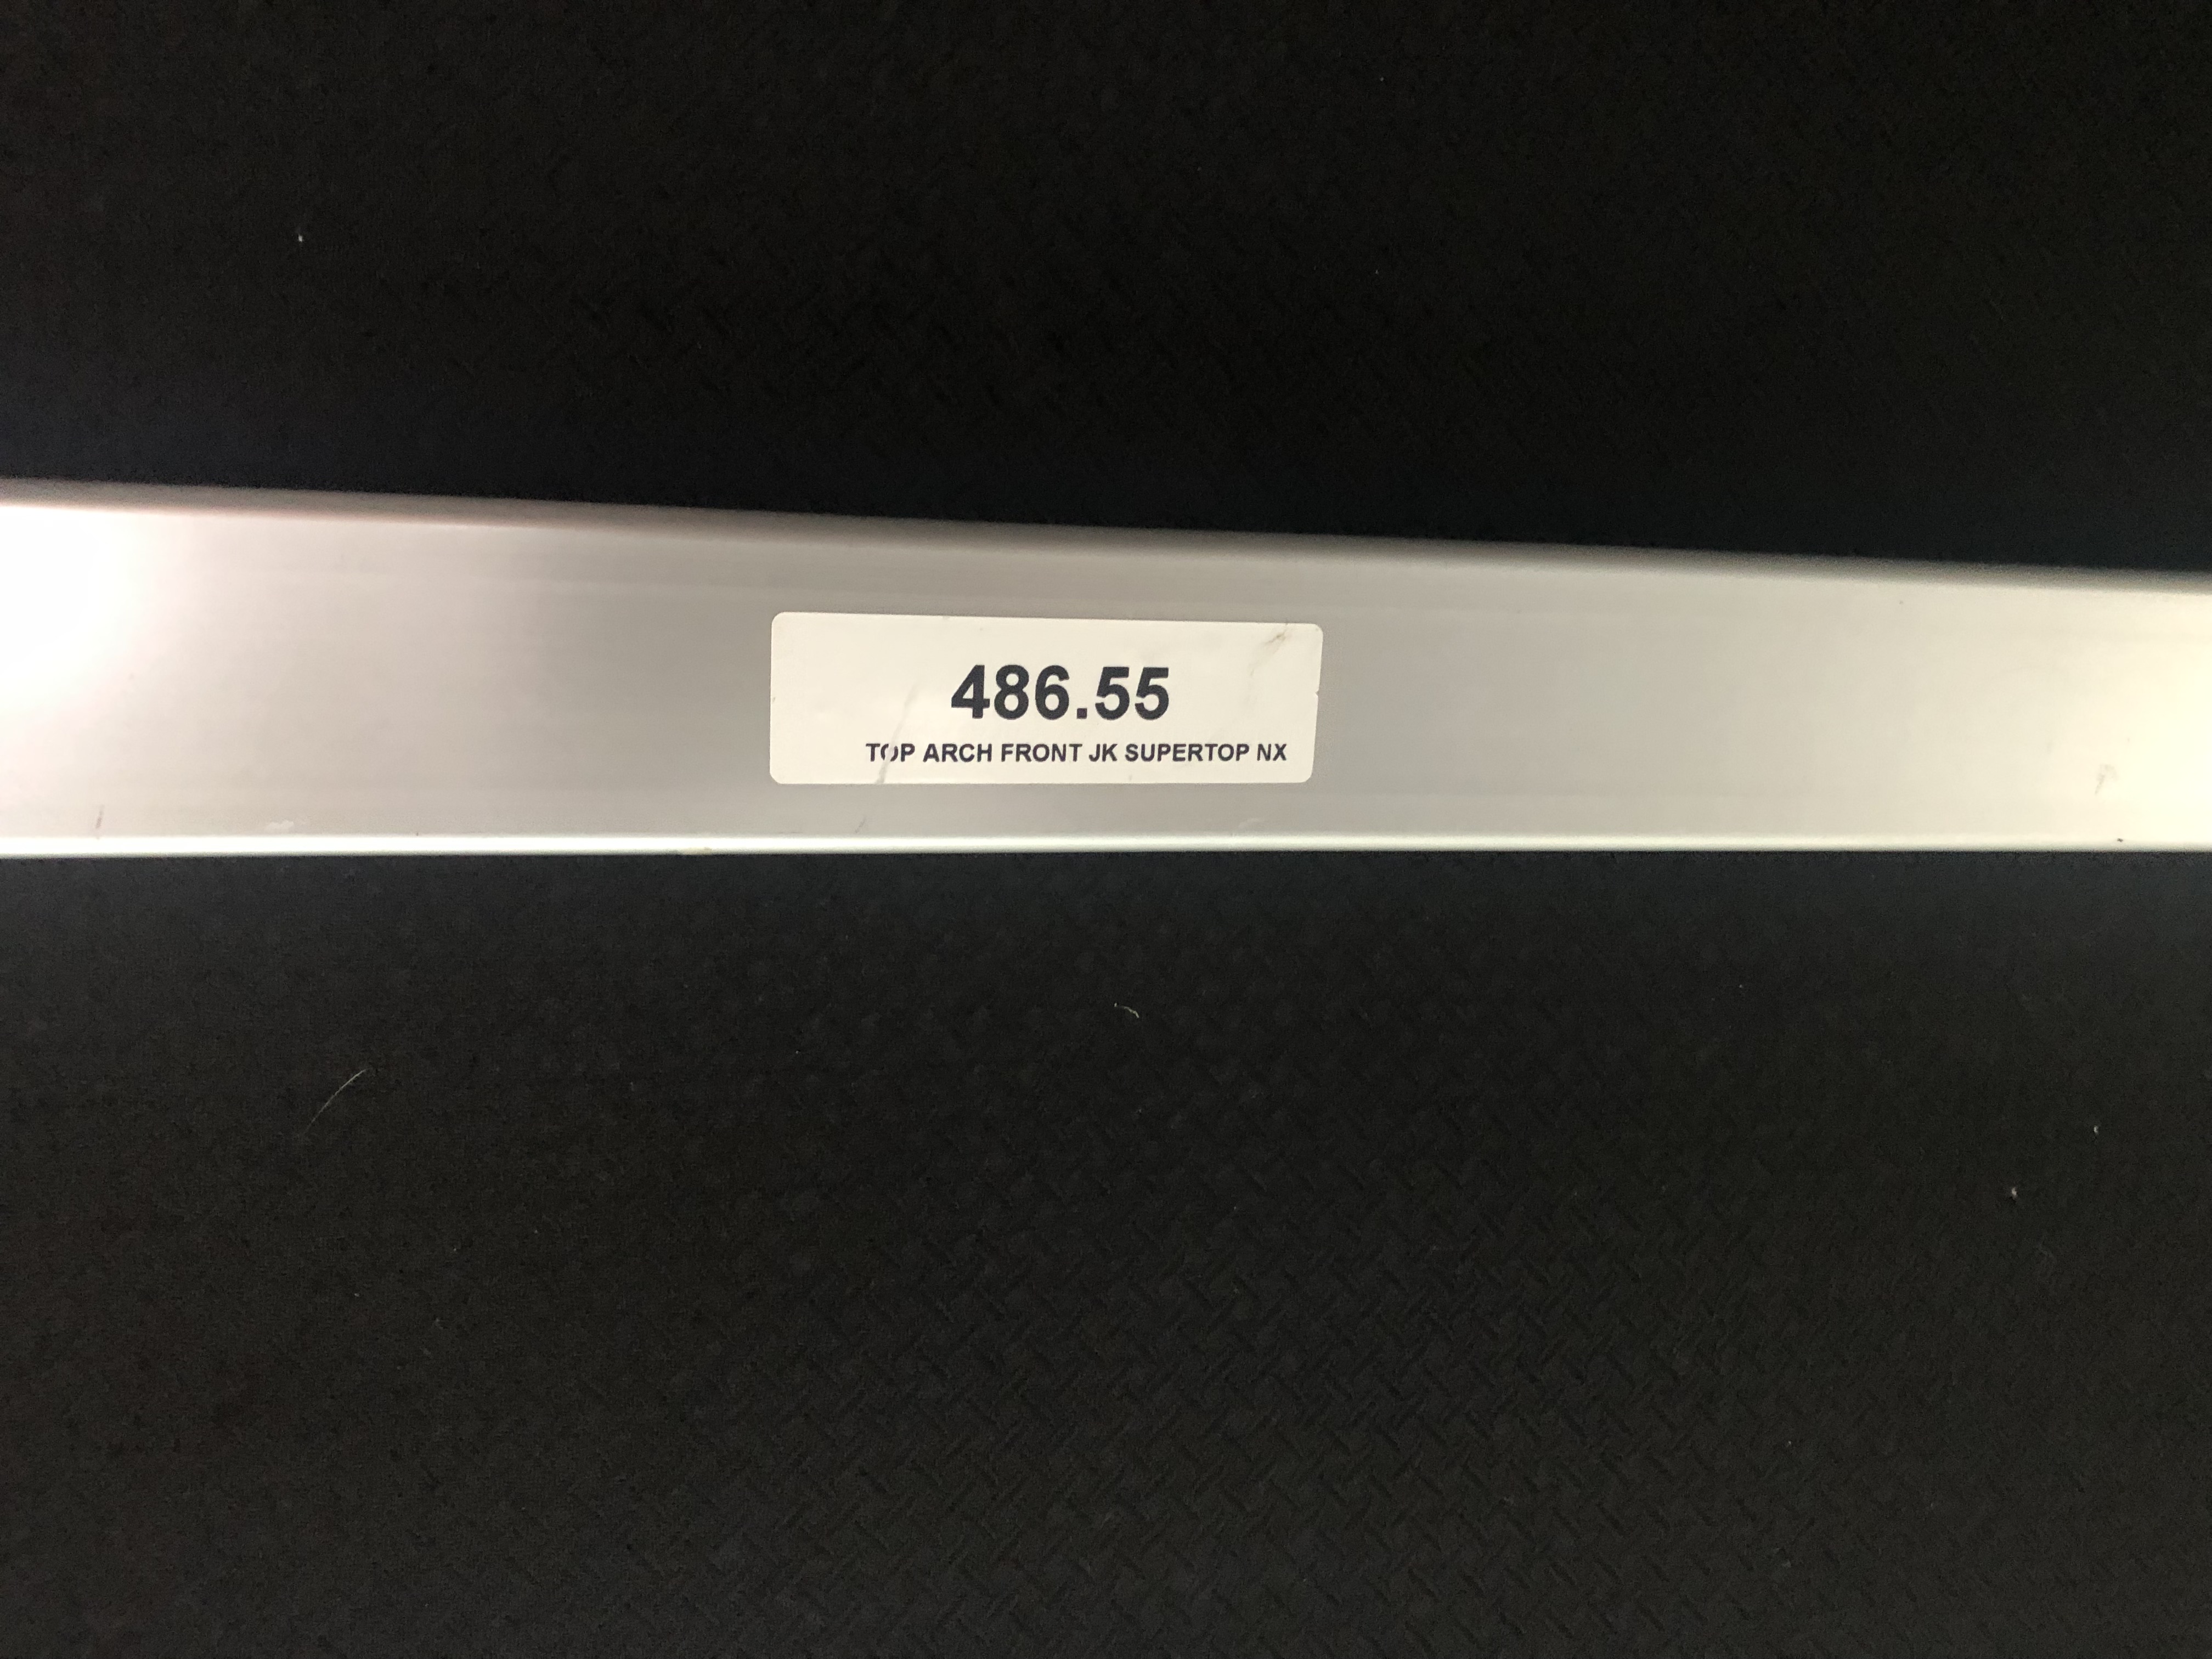 486.55
TOP ARCH FRONT JK SUPERTOP NX